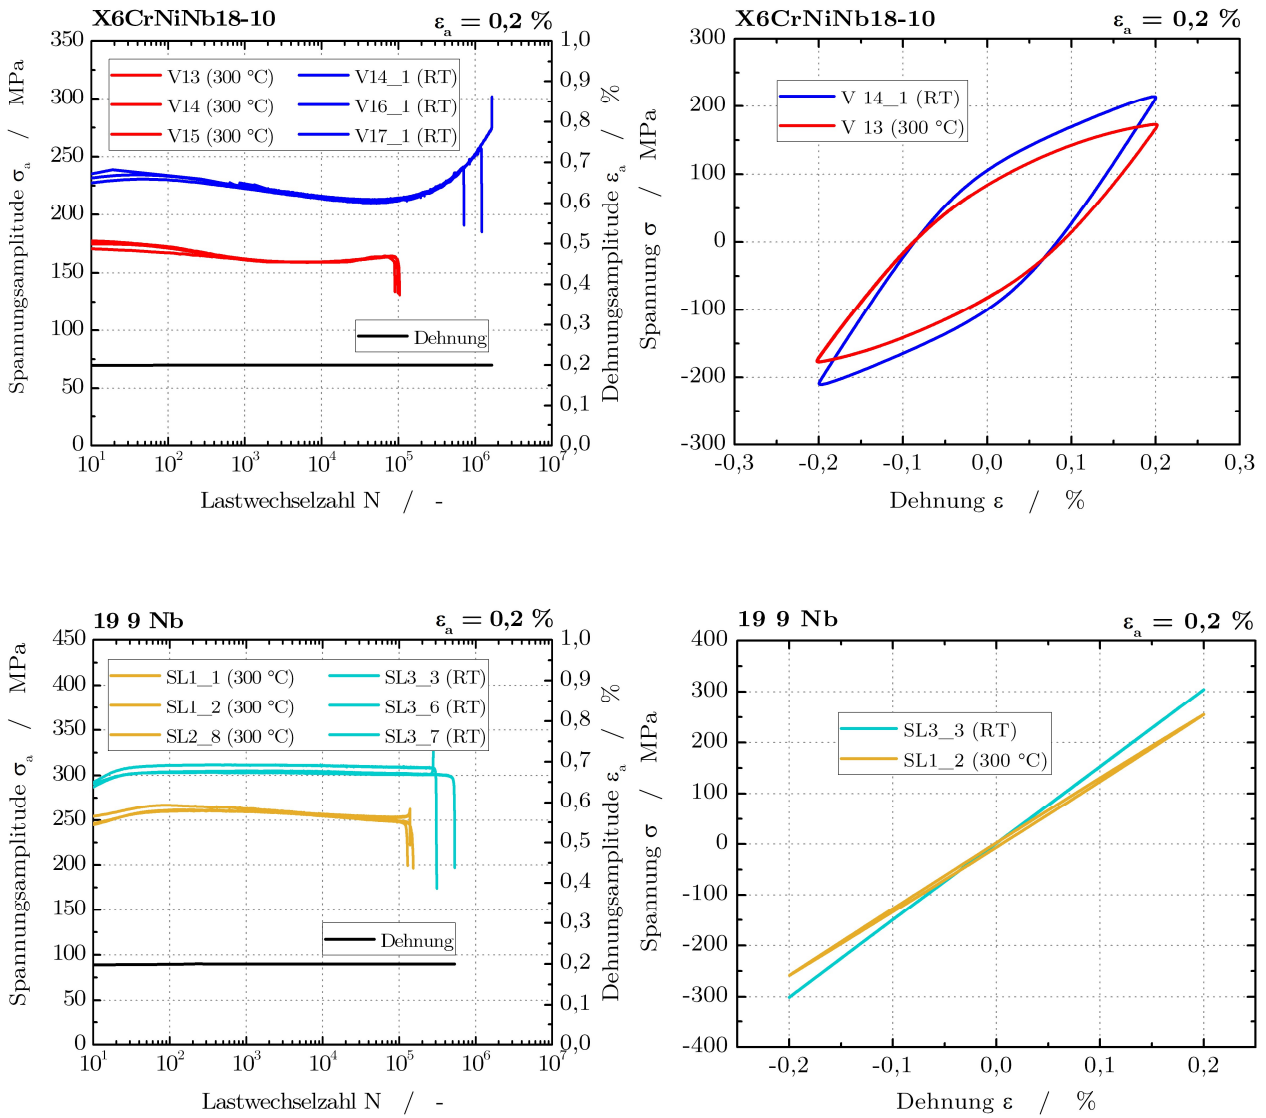 X6CrNiNb18-10 εa = 0,2 %
Spannungsamplitude σa / MPa
350
300
250
200
150
100
50
0
V13 (300 °C) V14_1 (RT)
V14 (300 °C) V16_1 (RT)
V15 (300 °C) V17_1 (RT)
Dehnung
1,0
0,9
0,8
0,7
0,6
0,5
0,4
0,3
0,2
0,1
0,0
Dehnungsamplitude εa / %
10^1 10^2 10^3 10^4 10^5 10^6 10^7
Lastwechselzahl N / -
X6CrNiNb18-10 εa = 0,2 %
Spannung σ / MPa
300
200
100
0
-100
-200
-300
V 14_1 (RT)
V 13 (300 °C)
-0,3 -0,2 -0,1 0,0 0,1 0,2 0,3
Dehnung ε / %
19 9 Nb εa = 0,2 %
Spannungsamplitude σa / MPa
450
400
350
300
250
200
150
100
50
0
SL1_1 (300 °C) SL3_3 (RT)
SL1_2 (300 °C) SL3_6 (RT)
SL2_8 (300 °C) SL3_7 (RT)
Dehnung
1,0
0,9
0,8
0,7
0,6
0,5
0,4
0,3
0,2
0,1
0,0
Dehnungsamplitude εa / %
10^1 10^2 10^3 10^4 10^5 10^6 10^7
Lastwechselzahl N / -
19 9 Nb εa = 0,2 %
Spannung σ / MPa
400
300
200
100
0
-100
-200
-300
-400
SL3_3 (RT)
SL1_2 (300 °C)
-0,2 -0,1 0,0 0,1 0,2
Dehnung ε / %